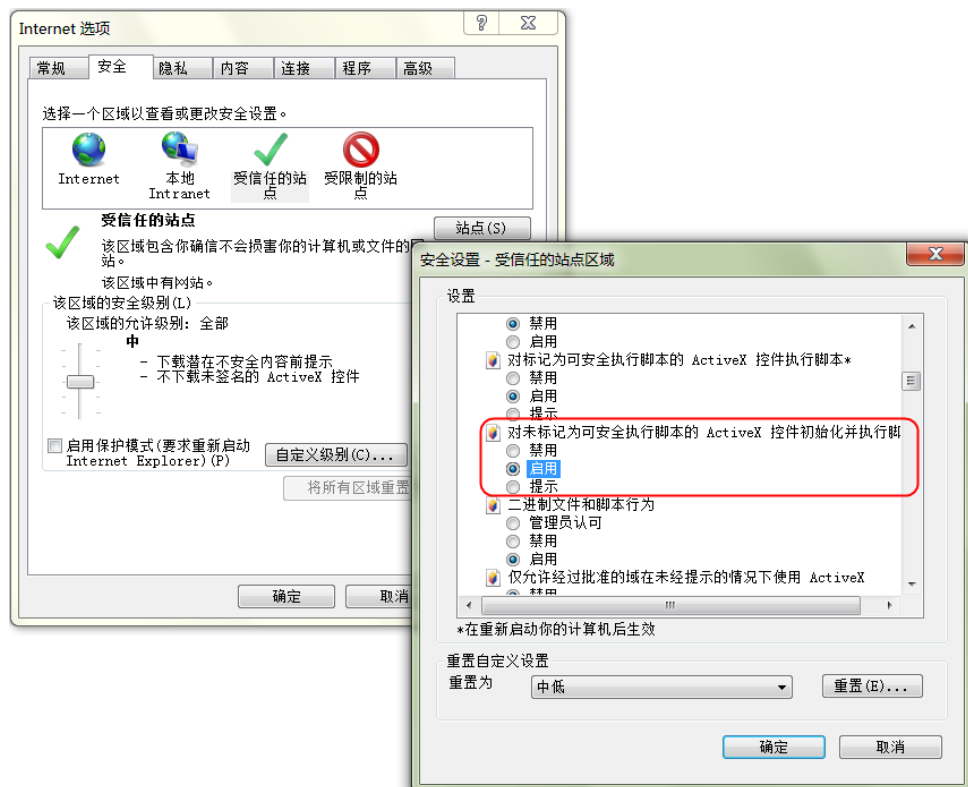 Internet 选项
常规 安全 隐私 内容 连接 程序 高级
选择一个区域以查看或更改安全设置。
Internet
本地
Intranet
受信任的站
点
受限制的站
点
受信任的站点
站点(S)
该区域包含你确信不会损害你的计算机或文件的
站。
该区域中有网站。
该区域的安全级别(L)
该区域的允许级别: 全部
中
- 下载潜在不安全内容前提示
- 不下载未签名的 ActiveX 控件
启用保护模式(要求重新启动
Internet Explorer)(P)
自定义级别(C)...
将所有区域重置
确定
取消
安全设置 - 受信任的站点区域
设置
禁用
启用
对标记为可安全执行脚本的 ActiveX 控件执行脚本*
禁用
启用
提示
对未标记为可安全执行脚本的 ActiveX 控件初始化并执行脚
禁用
启用
提示
二进制文件和脚本行为
管理员认可
禁用
启用
仅允许经过批准的域在未经提示的情况下使用 ActiveX
禁用
*在重新启动你的计算机后生效
重置自定义设置
重置为
中低
重置(E)...
确定
取消